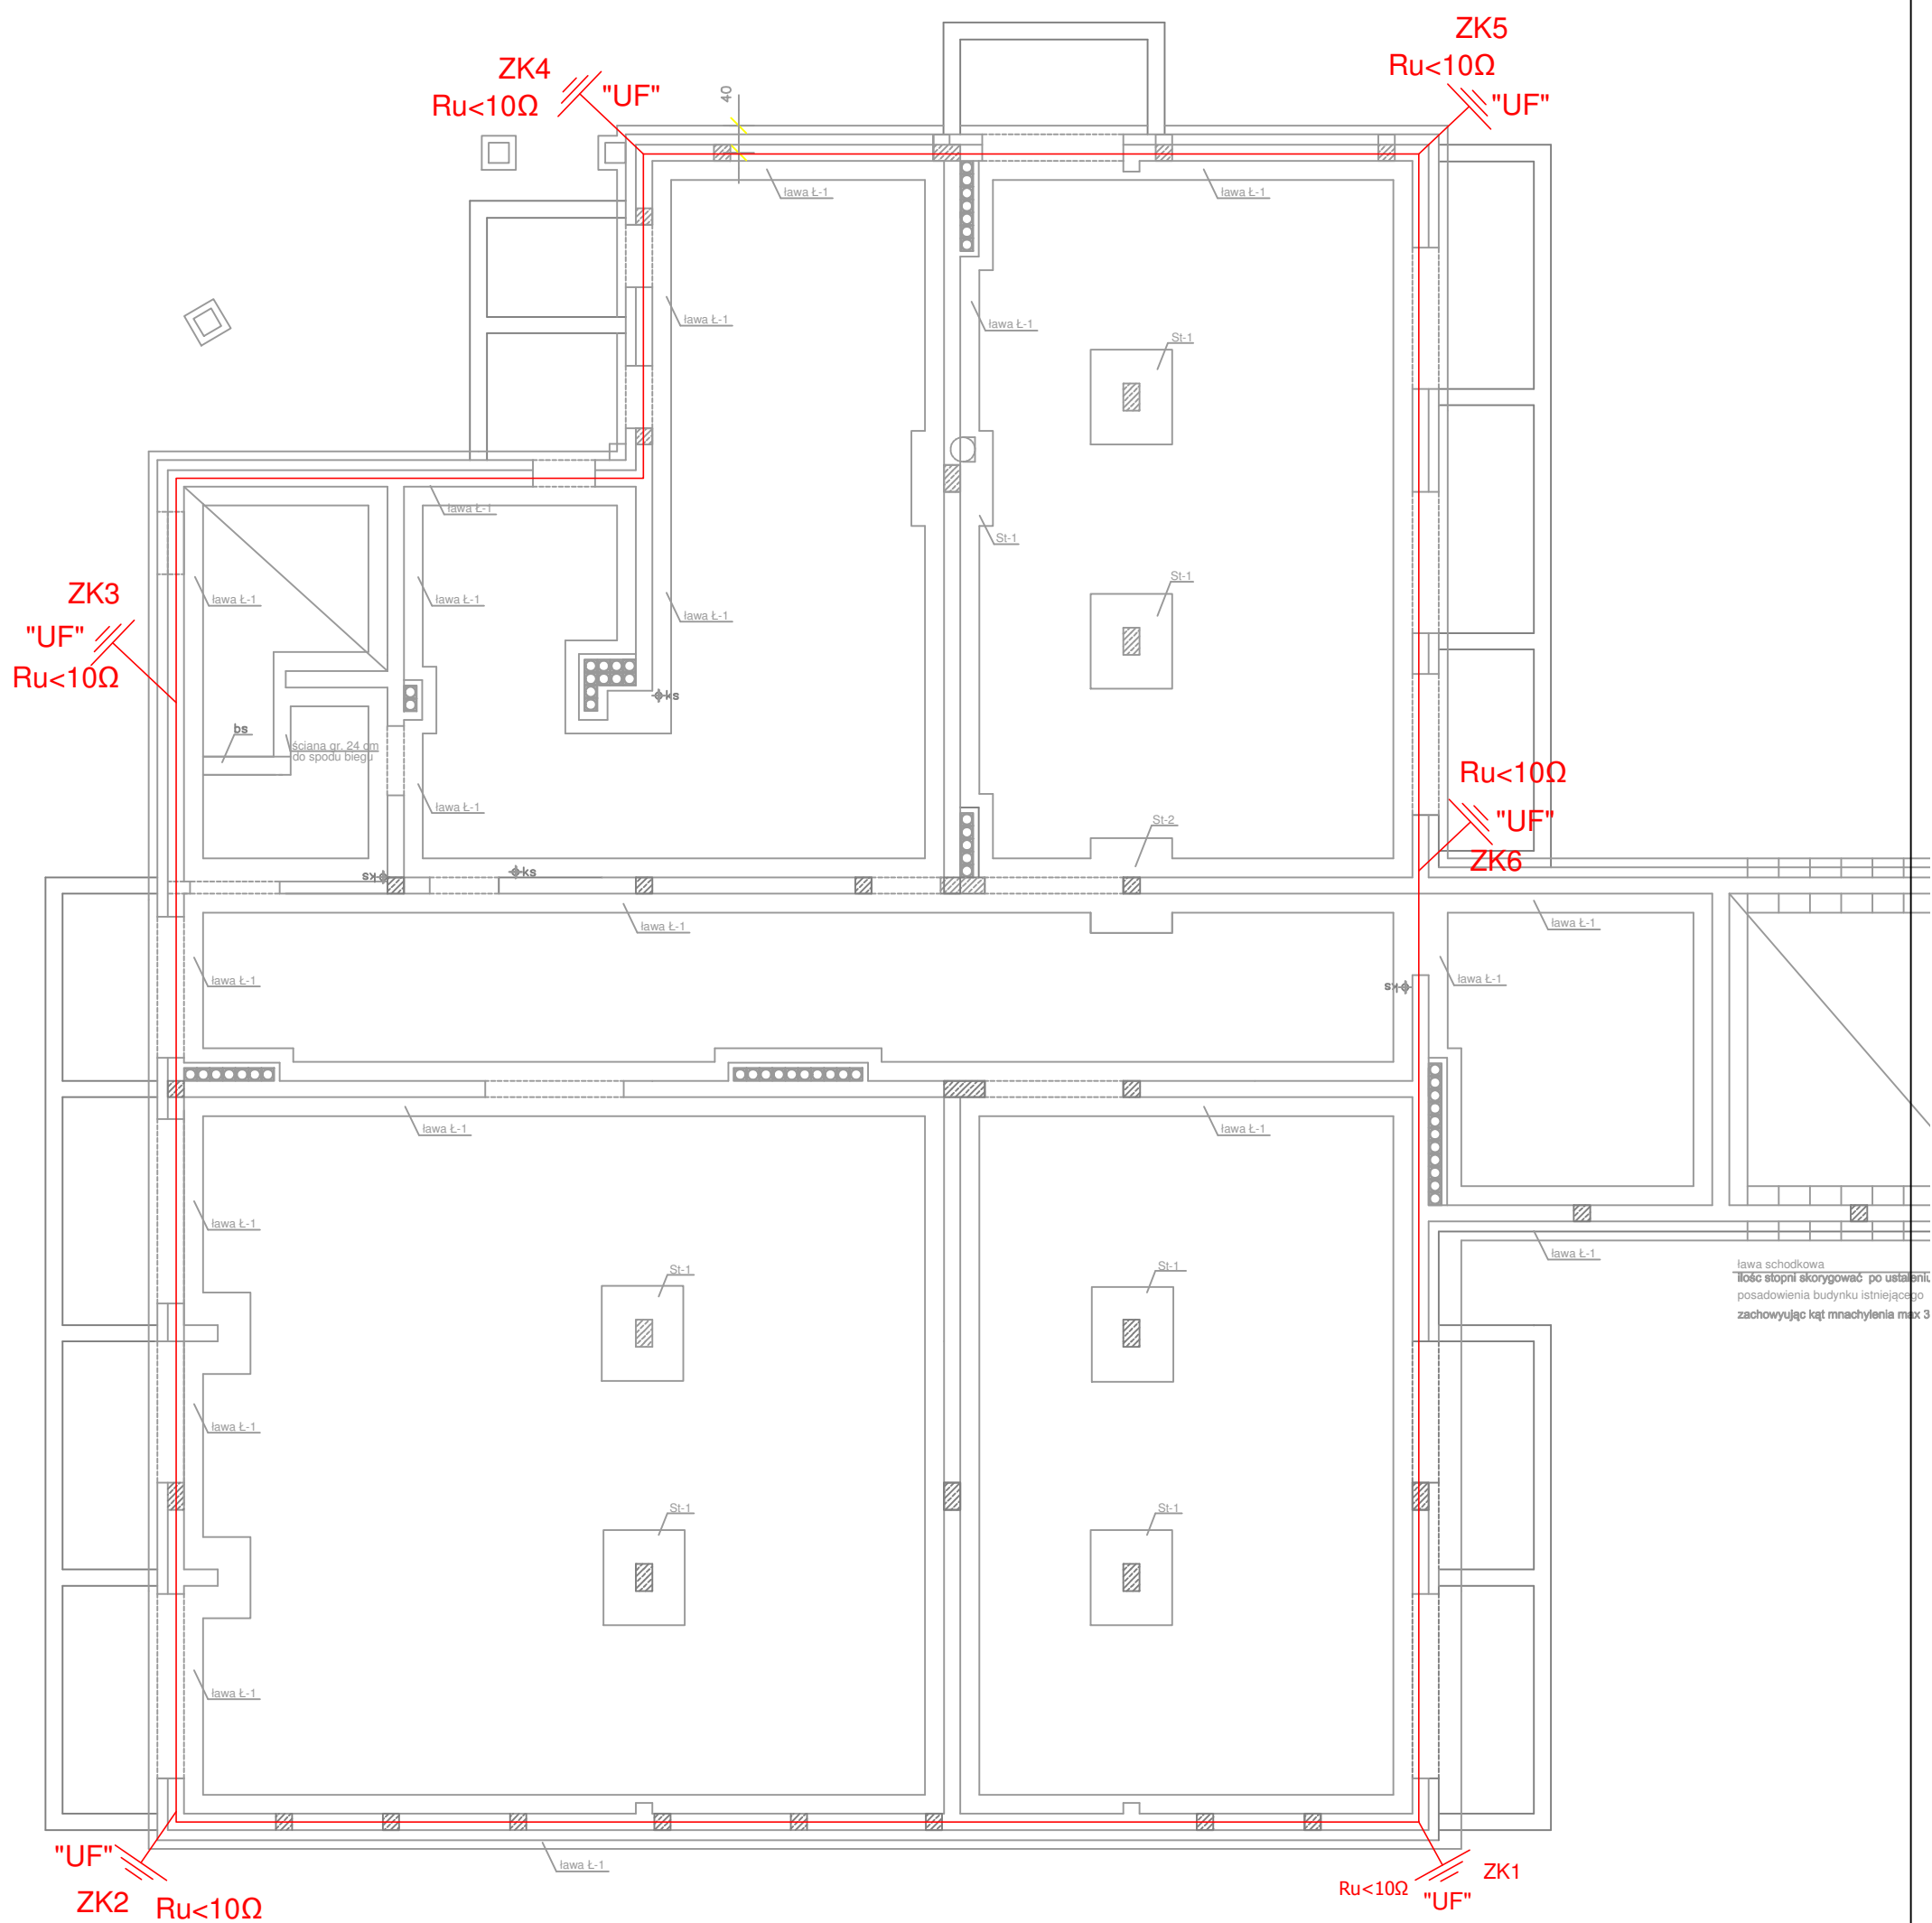 ZK5
ZK4
Ru<10Ω
"UF"
Ru<10Ω
"UF"
40
ława Ł-1
ława Ł-1
ława Ł-1
ława Ł-1
St-1
ława Ł-1
St-1
St-1
ZK3
ława Ł-1
ława Ł-1
ława Ł-1
"UF"
Ru<10Ω
ks
bs
ściana gr. 24 cm
do spodu biegu
Ru<10Ω
ława Ł-1
St-2
"UF"
ZK6
ks
ks
ława Ł-1
ława Ł-1
ława Ł-1
ława Ł-1
ks
ława Ł-1
ława Ł-1
ława Ł-1
ława Ł-1
ława schodkowa
ilośc stopni skorygować po ustaleniu
posadowienia budynku istniejącego
zachowyując kąt mnachylenia max 3
St-1
St-1
ława Ł-1
St-1
St-1
ława Ł-1
"UF"
ława Ł-1
ZK1
ZK2
Ru<10Ω
Ru<10Ω
"UF"